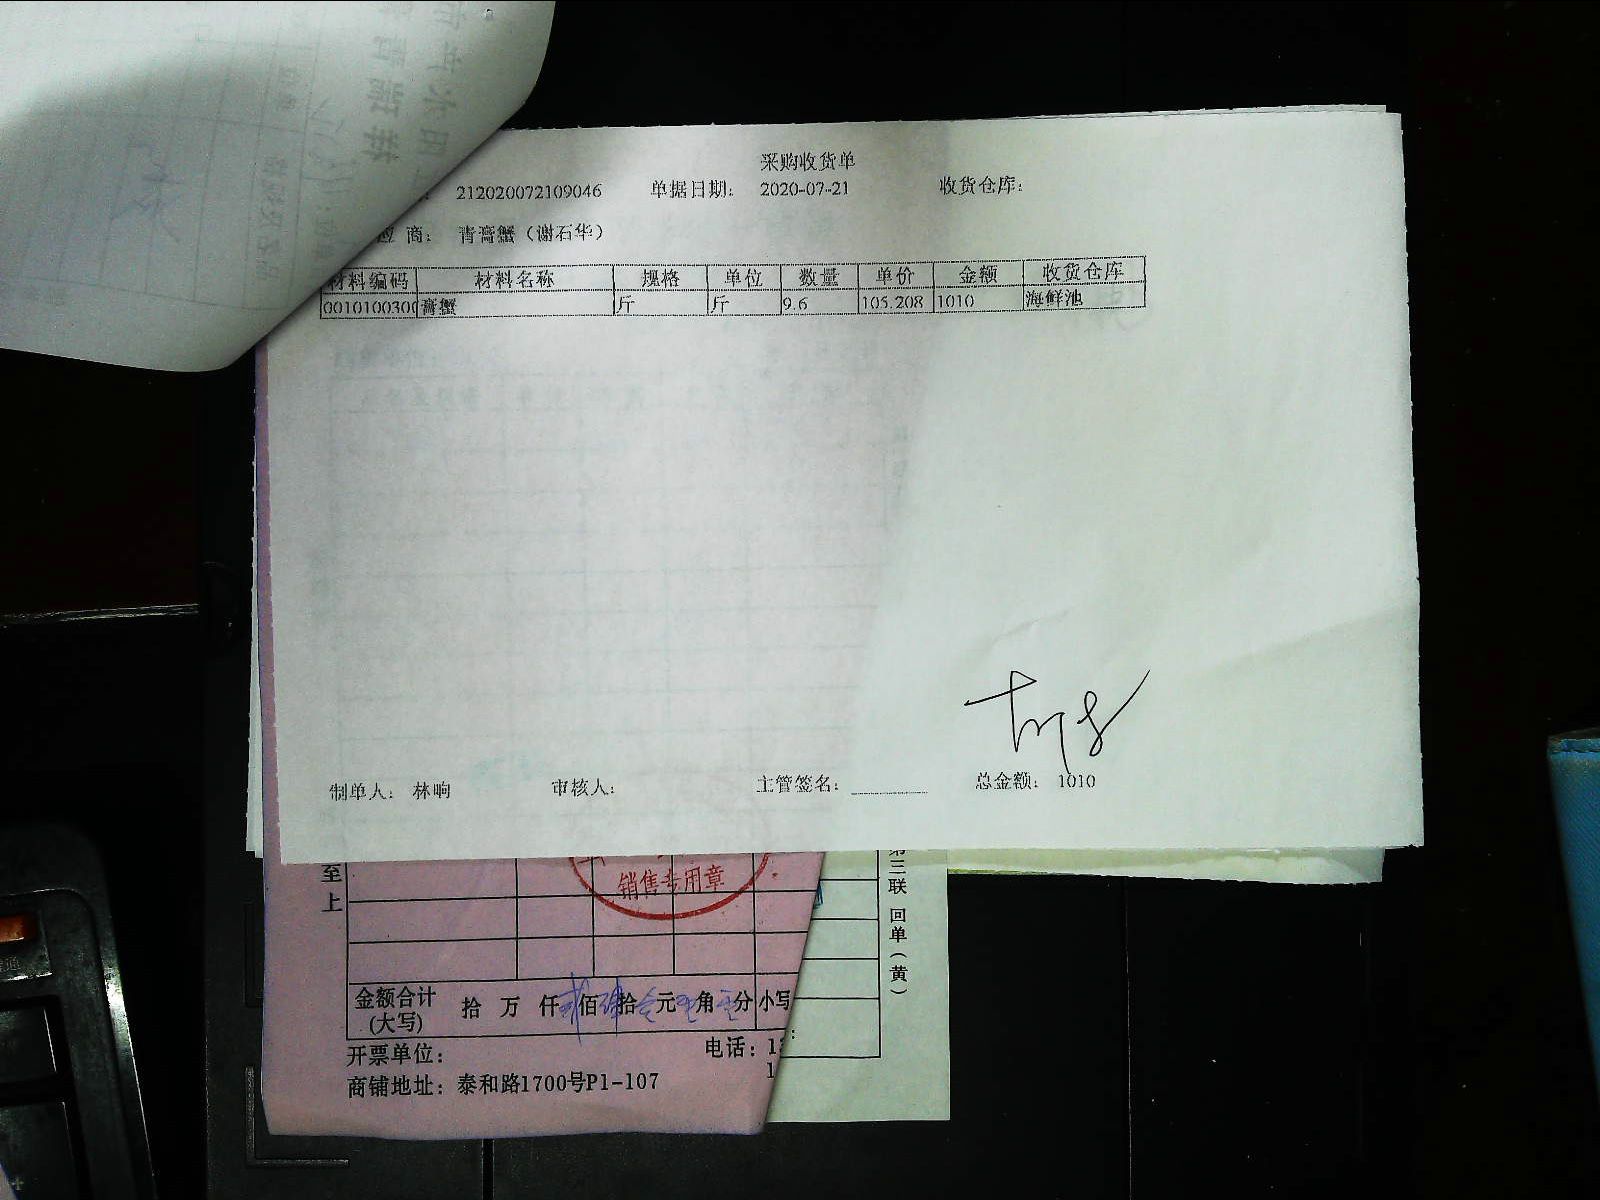 采购收货单
212020072109046 单据日期： 2020-07-21 收货仓库：
应 商： 青膏蟹（谢石华）
材料编码 材料名称 规格 单位 数量 单价 金额 收货仓库
0010100300 膏蟹 斤 斤 9.6 105.208 1010 海鲜池
制单人： 林响 审核人： 主管签名： 总金额： 1010
至上
销售专用章
第三联 回单（黄）
金额合计 拾 万 仟 佰 拾 元 角 分 小写
(大写)
开票单位： 电话：13
商铺地址：泰和路1700号P1-107